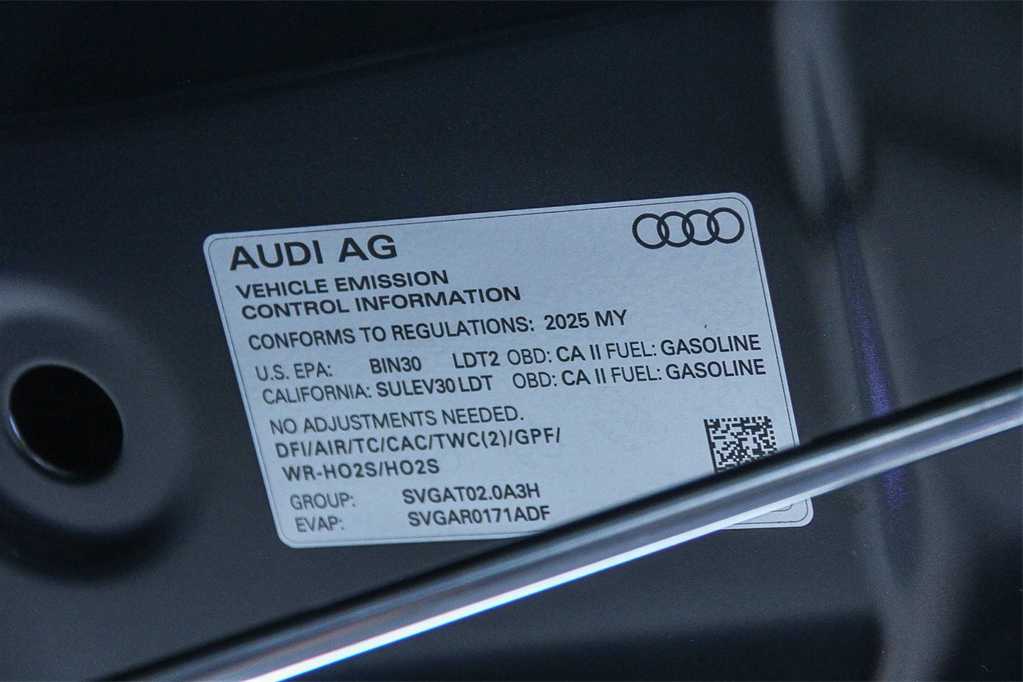 AUDI AG
VEHICLE EMISSION
CONTROL INFORMATION
CONFORMS TO REGULATIONS: 2025 MY
U.S. EPA: BIN30 LDT2 OBD: CA II FUEL: GASOLINE
CALIFORNIA: SULEV30 LDT OBD: CA II FUEL: GASOLINE
NO ADJUSTMENTS NEEDED.
DFI/AIR/TC/CAC/TWC(2)/GPF/
WR-HO2S/HO2S
GROUP: SVGAT02.0A3H
EVAP: SVGAR0171ADF